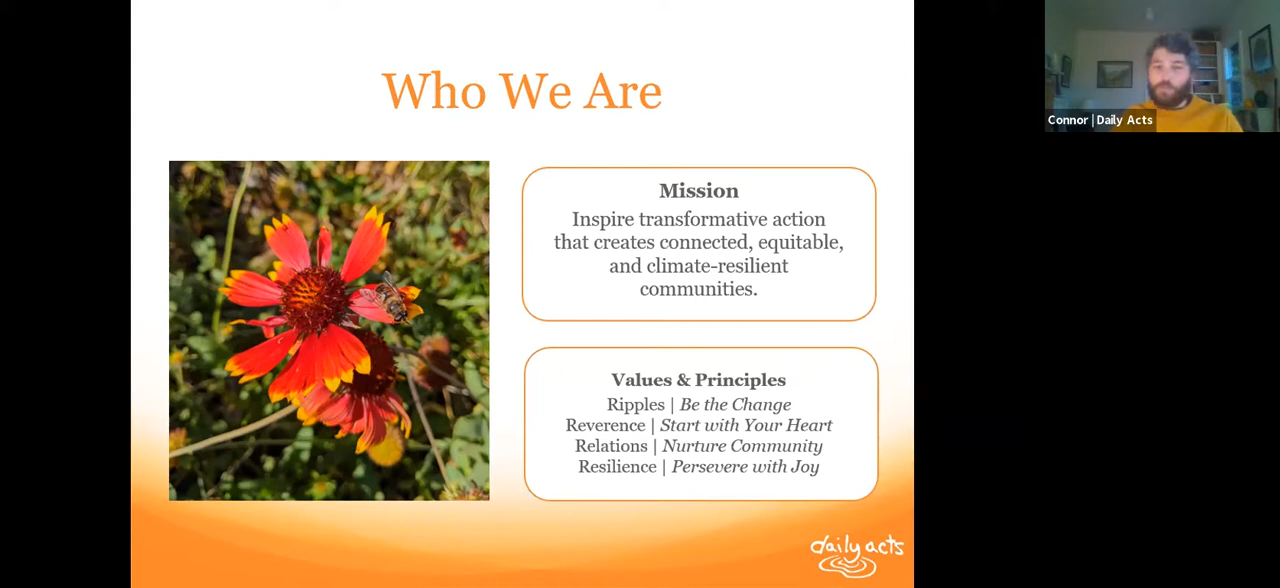 Who We Are
Mission
Inspire transformative action
that creates connected, equitable,
and climate-resilient
communities.
Values & Principles
Ripples | Be the Change
Reverence | Start with Your Heart
Relations | Nurture Community
Resilience | Persevere with Joy
daily acts
Connor | Daily Acts